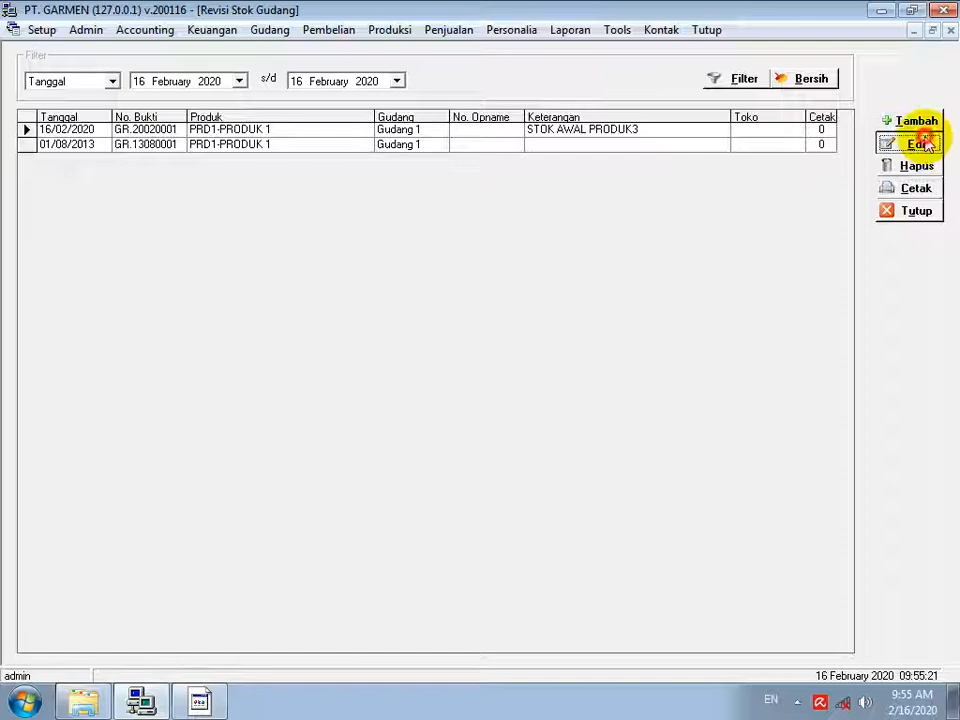 PT. GARMEN (127.0.0.1) v.200116 - [Revisi Stok Gudang]
Setup Admin Accounting Keuangan Gudang Pembelian Produksi Penjualan Personalia Laporan Tools Kontak Tutup
Filter
Tanggal 16 February 2020 s/d 16 February 2020 Filter Bersih
Tanggal No. Bukti Produk Gudang No. Opname Keterangan Toko Cetak
16/02/2020 GR.20020001 PRD1-PRODUK 1 Gudang 1 STOK AWAL PRODUK3 0
01/08/2013 GR.13080001 PRD1-PRODUK 1 Gudang 1 0
Tambah
Hapus
Cetak
Tutup
admin 16 February 2020 09:55:21
EN 9:55 AM
2/16/2020